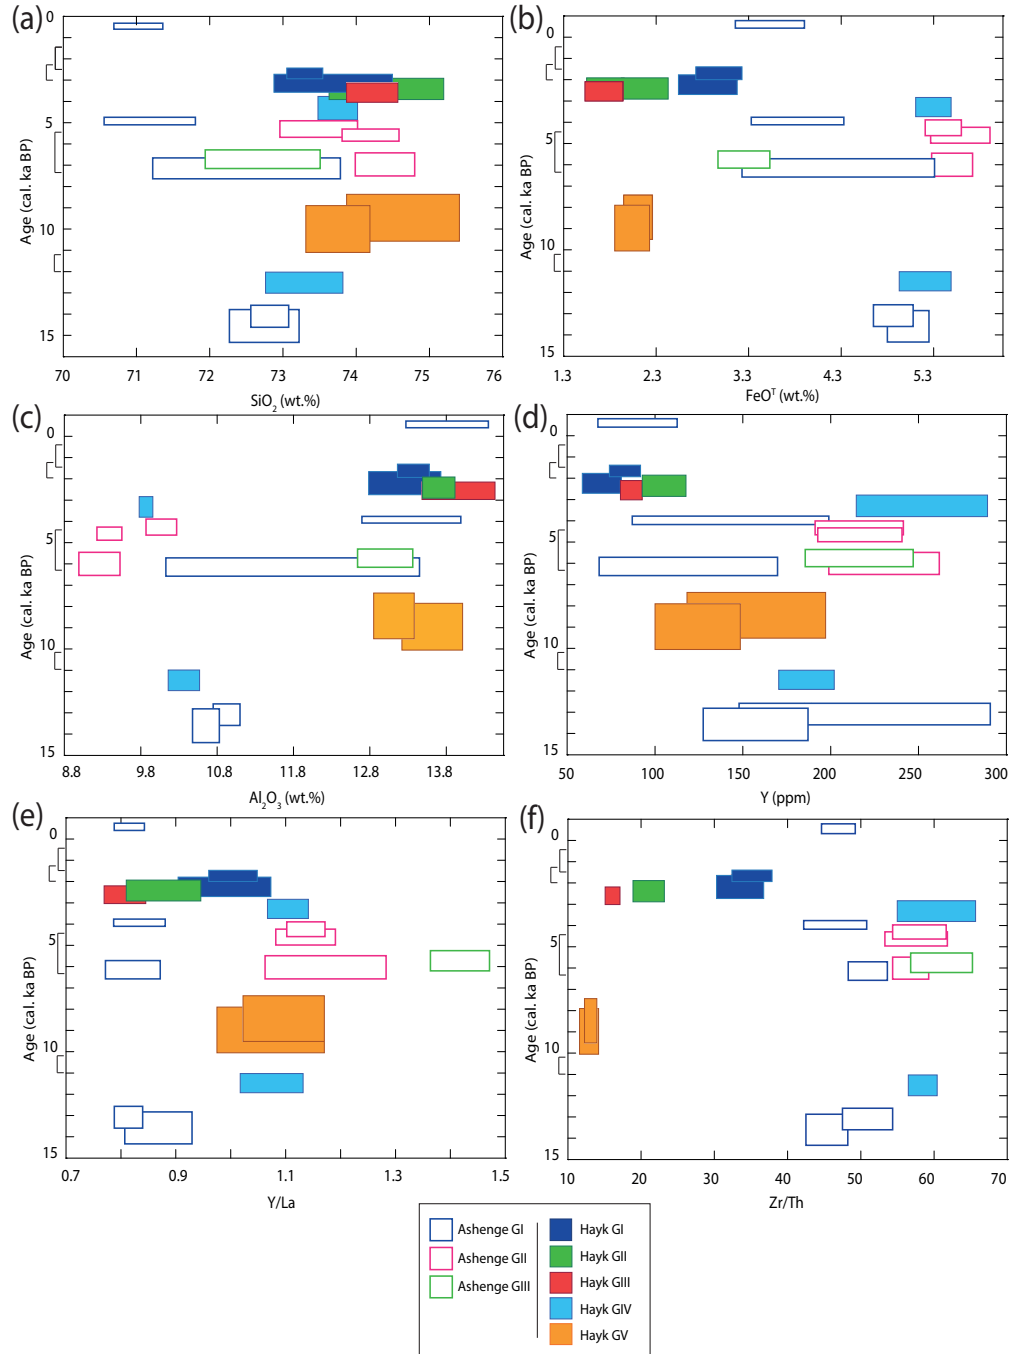 (a)
0
5
10
15
Age (cal. ka BP)
70 71 72 73 74 75 76
SiO₂ (wt.%)
(b)
0
5
10
15
Age (cal. ka BP)
1.3 2.3 3.3 4.3 5.3
FeOᵀ (wt.%)
(c)
0
5
10
15
Age (cal. ka BP)
8.8 9.8 10.8 11.8 12.8 13.8
Al₂O₃ (wt.%)
(d)
0
5
10
15
Age (cal. ka BP)
50 100 150 200 250 300
Y (ppm)
(e)
0
5
10
15
Age (cal. ka BP)
0.7 0.9 1.1 1.3 1.5
Y/La
(f)
0
5
10
15
Age (cal. ka BP)
10 20 30 40 50 60 70
Zr/Th
Ashenge GI
Ashenge GII
Ashenge GIII
Hayk GI
Hayk GII
Hayk GIII
Hayk GIV
Hayk GV